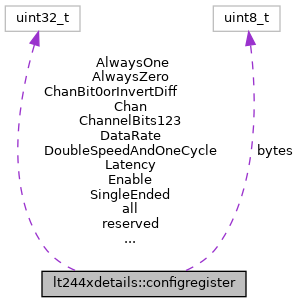 uint32_t
uint8_t
AlwaysOne
AlwaysZero
ChanBit0orInvertDiff
Chan
ChannelBits123
DataRate
DoubleSpeedAndOneCycle
bytes
Latency
Enable
SingleEnded
all
reserved
...
lt244xdetails::configregister